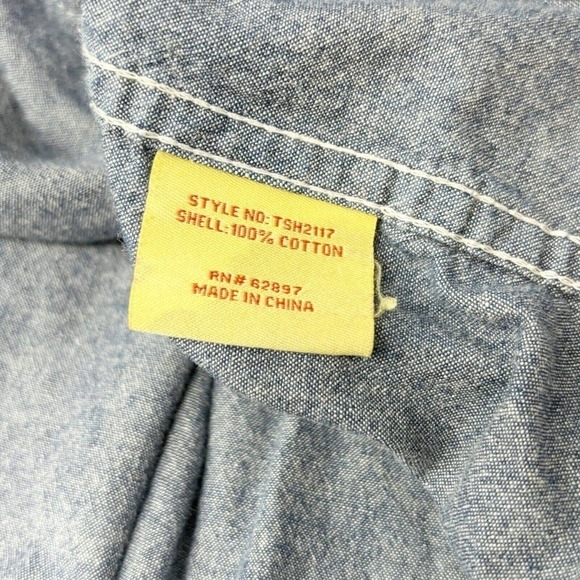 STYLE NO: TSH2117
SHELL: 100% COTTON
RN# 62897
MADE IN CHINA